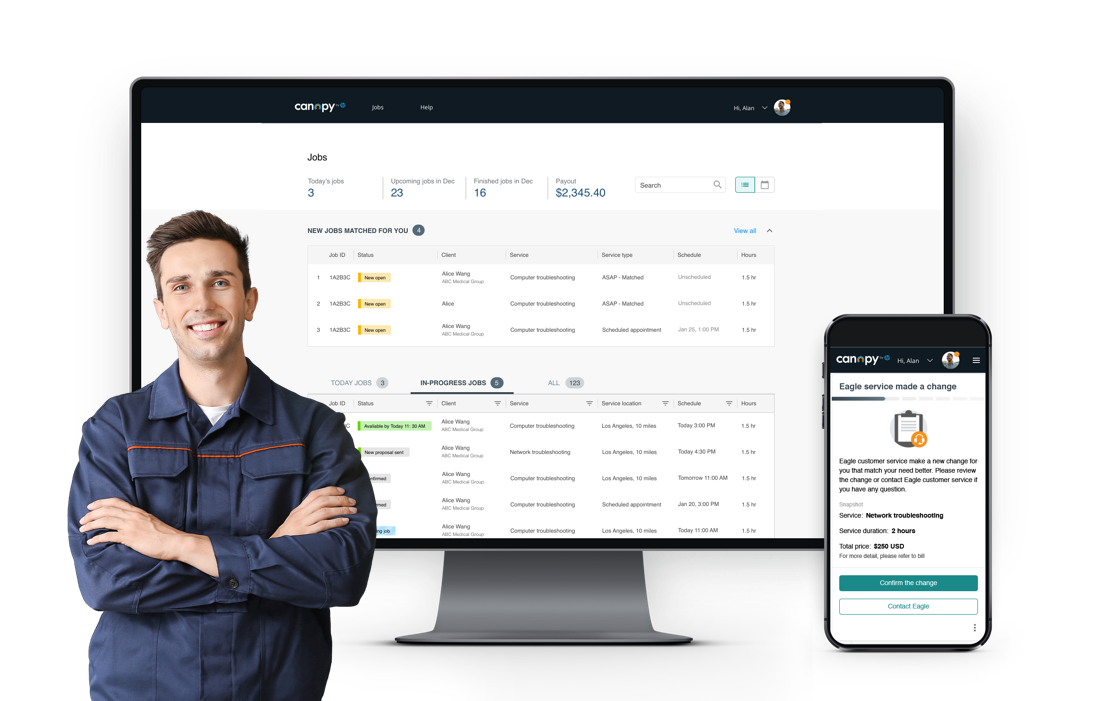 canopy by hp
Jobs
Help
Hi, Alan
Jobs
Today's jobs
3
Upcoming jobs in Dec
23
Finished jobs in Dec
16
Payout
$2,345.40
Search
NEW JOBS MATCHED FOR YOU 4
View all
Job ID Status Client Service Service type Schedule Hours
1 1A2B3C New open Alice Wang ABC Medical Group Computer troubleshooting ASAP - Matched Unscheduled 1.5 hr
2 1A2B3C New open Alice Computer troubleshooting ASAP - Matched Unscheduled 1.5 hr
3 1A2B3C New open Alice Wang ABC Medical Group Computer troubleshooting Scheduled appointment Jan 25, 1:00 PM 1.5 hr
TODAY JOBS 3 IN-PROGRESS JOBS 5 ALL 123
Job ID Status Client Service Service location Schedule Hours
3C Available by Today 11: 30 AM Alice Wang ABC Medical Group Computer troubleshooting Los Angeles, 10 miles Today 3:00 PM 1.5 hr
3C New proposal sent Alice Wang ABC Medical Group Network troubleshooting Los Angeles, 10 miles Today 4:30 PM 1.5 hr
nfirmed Alice Wang ABC Medical Group Computer troubleshooting Los Angeles, 10 miles Tomorrow 11:00 AM 1.5 hr
rmed Alice Wang ABC Medical Group Computer troubleshooting Scheduled appointment Jan 20, 3:00 PM 1.5 hr
ng job Alice Wang ABC Medical Group Computer troubleshooting Los Angeles, 10 miles Today 11:00 AM 1.5 hr
canopy by hp
Hi, Alan
Eagle service made a change
Eagle customer service make a new change for
you that match your need better. Please review
the change or contact Eagle customer service if
you have any question.
Snapshot
Service: Network troubleshooting
Service duration: 2 hours
Total price: $250 USD
For more detail, please refer to bill
Confirm the change
Contact Eagle